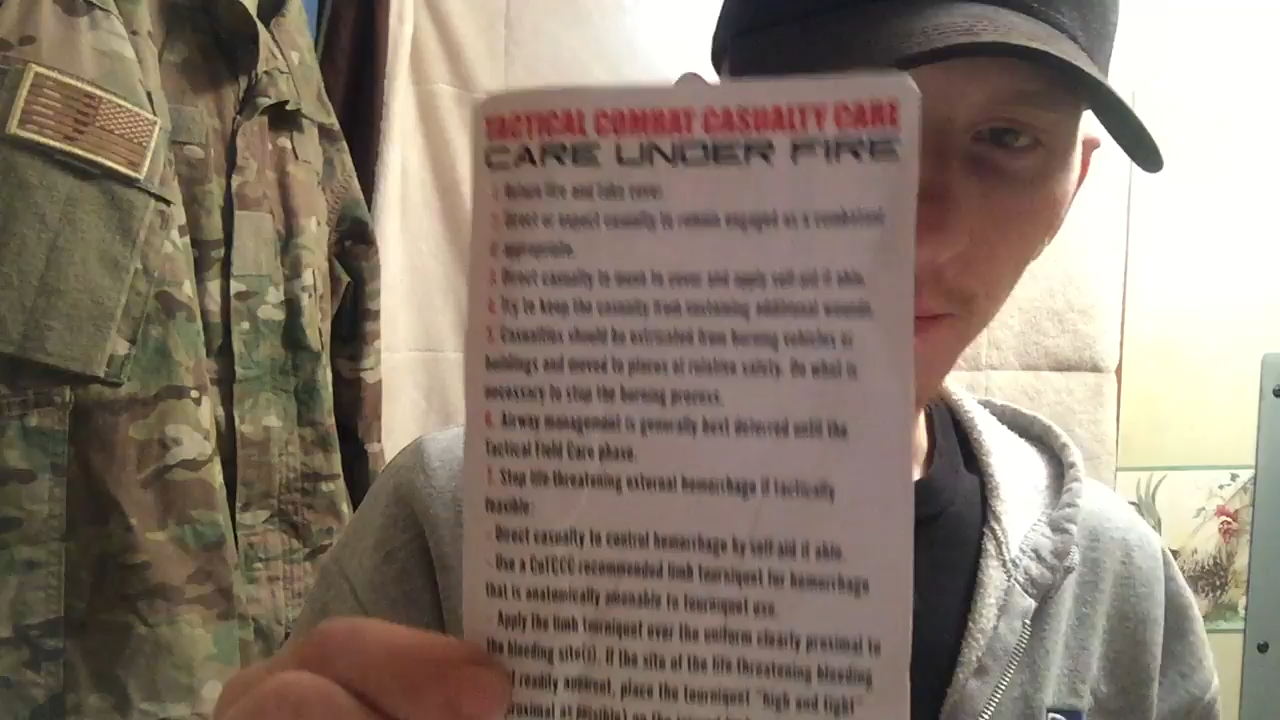 TACTICAL COMBAT CASUALTY CARE
CARE UNDER FIRE
1. Return fire and take cover.
2. Direct or expect casualty to remain engaged as a combatant
if appropriate.
3. Direct casualty to move to cover and apply self aid if able.
4. Try to keep the casualty from sustaining additional wounds.
5. Casualties should be extricated from burning vehicles or
buildings and moved to places of relative safety. Do what is
necessary to stop the burning process.
6. Airway management is generally best deferred until the
Tactical Field Care phase.
7. Stop life threatening external hemorrhage if tactically
feasible:
- Direct casualty to control hemorrhage by self aid if able.
- Use a CoTCCC recommended limb tourniquet for hemorrhage
that is anatomically amenable to tourniquet use.
- Apply the limb tourniquet over the uniform clearly proximal to
the bleeding site(s). If the site of the life threatening bleeding
readily apparent, place the tourniquet "high and tight"
proximal as possible) on the